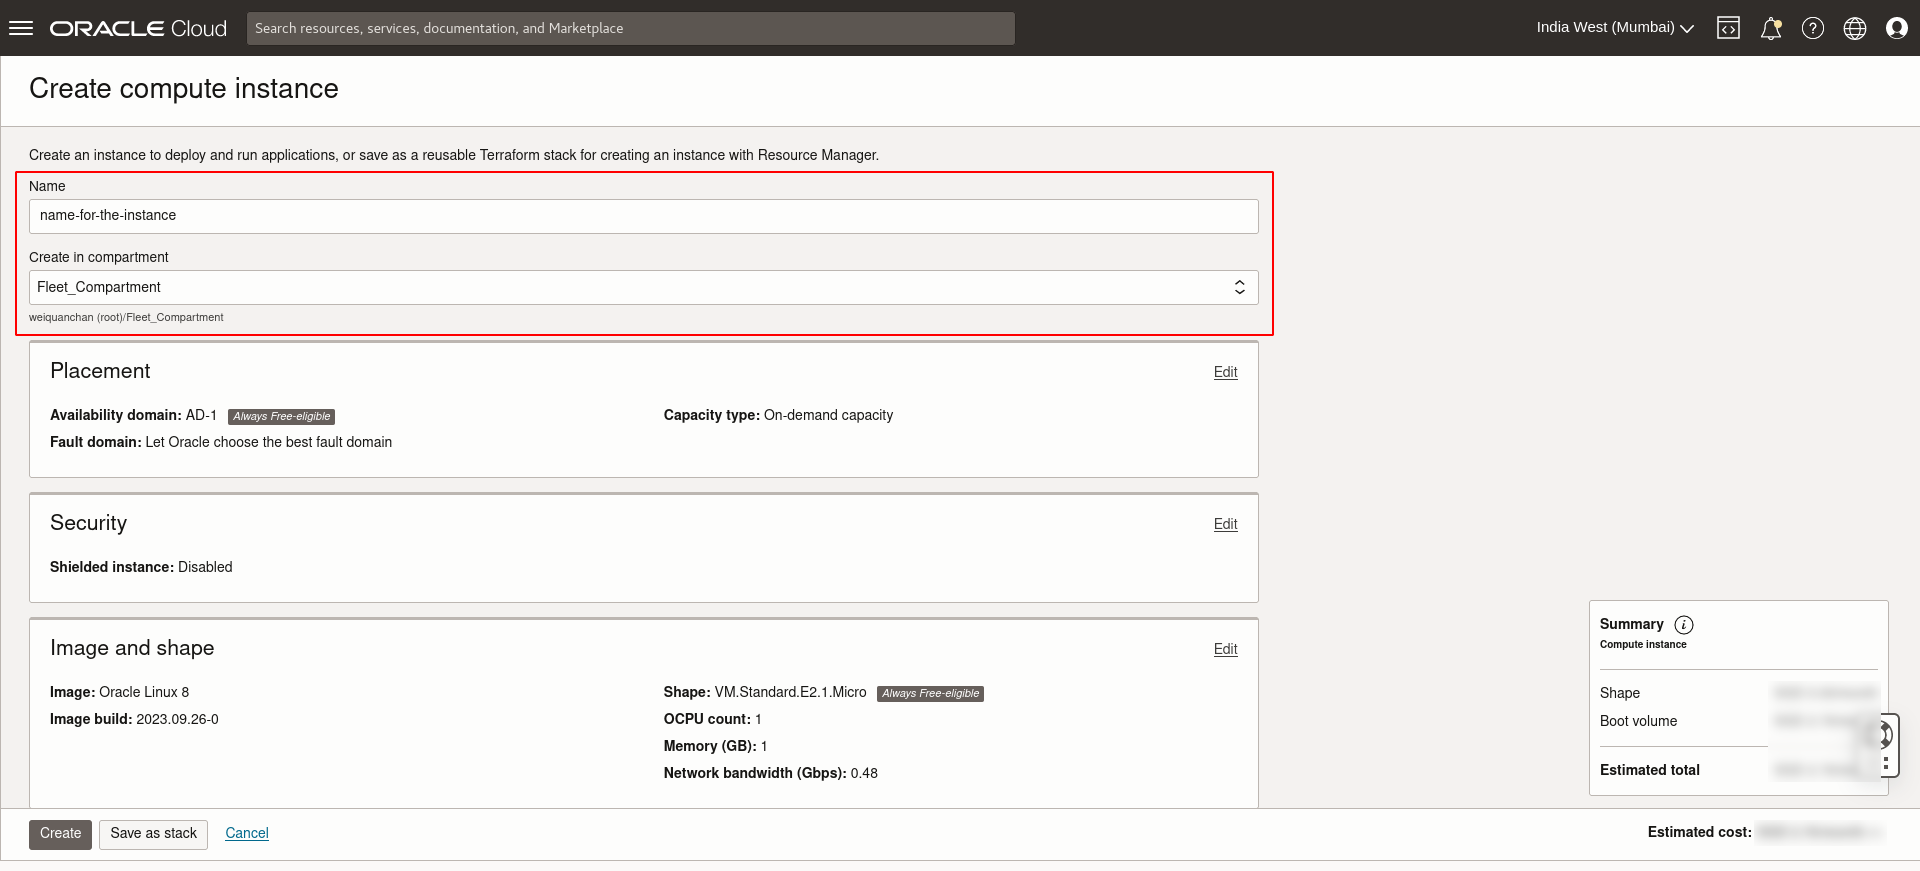 ORACLE Cloud
Search resources, services, documentation, and Marketplace
India West (Mumbai)
Create compute instance
Create an instance to deploy and run applications, or save as a reusable Terraform stack for creating an instance with Resource Manager.
Name
name-for-the-instance
Create in compartment
Fleet_Compartment
weiquanchan (root)/Fleet_Compartment
Placement
Edit
Availability domain: AD-1 Always Free-eligible
Capacity type: On-demand capacity
Fault domain: Let Oracle choose the best fault domain
Security
Edit
Shielded instance: Disabled
Image and shape
Edit
Image: Oracle Linux 8
Image build: 2023.09.26-0
Shape: VM.Standard.E2.1.Micro Always Free-eligible
OCPU count: 1
Memory (GB): 1
Network bandwidth (Gbps): 0.48
Summary
Compute instance
Shape
Boot volume
Estimated total
Create
Save as stack
Cancel
Estimated cost: